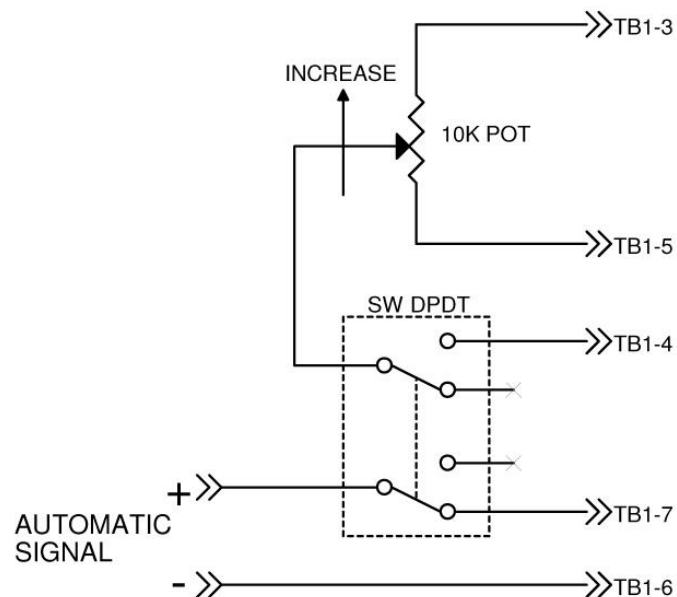 TB1-3
INCREASE
10K POT
TB1-5
SW DPDT
TB1-4
+
TB1-7
AUTOMATIC
SIGNAL
-
TB1-6